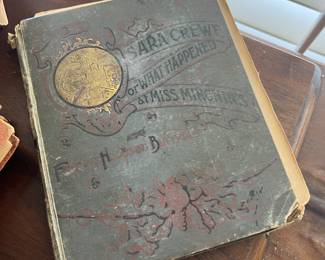 SARA CREWE
OR WHAT HAPPENED
AT MISS MINCHIN'S